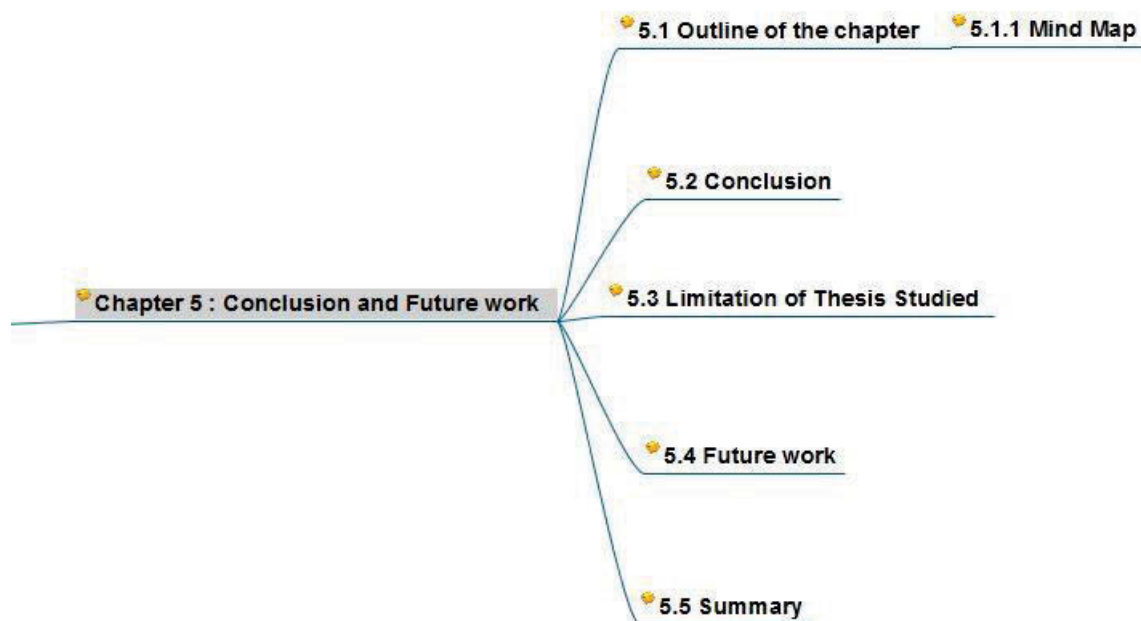 5.1 Outline of the chapter
5.1.1 Mind Map
5.2 Conclusion
Chapter 5 : Conclusion and Future work
5.3 Limitation of Thesis Studied
5.4 Future work
5.5 Summary